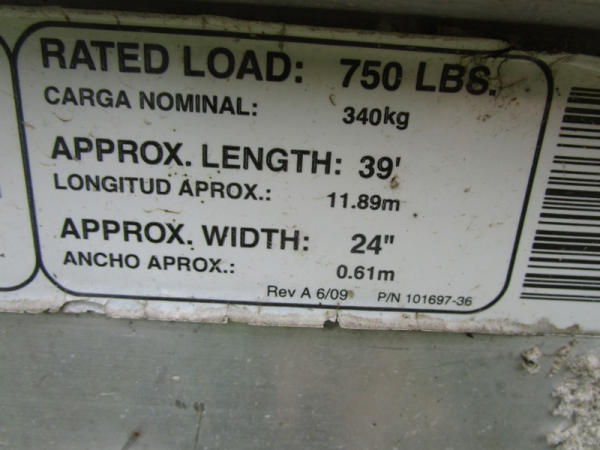 RATED LOAD: 750 LBS.
CARGA NOMINAL: 340kg
APPROX. LENGTH: 39'
LONGITUD APROX.: 11.89m
APPROX. WIDTH: 24"
ANCHO APROX.: 0.61m
Rev A 6/09 P/N 101697-36